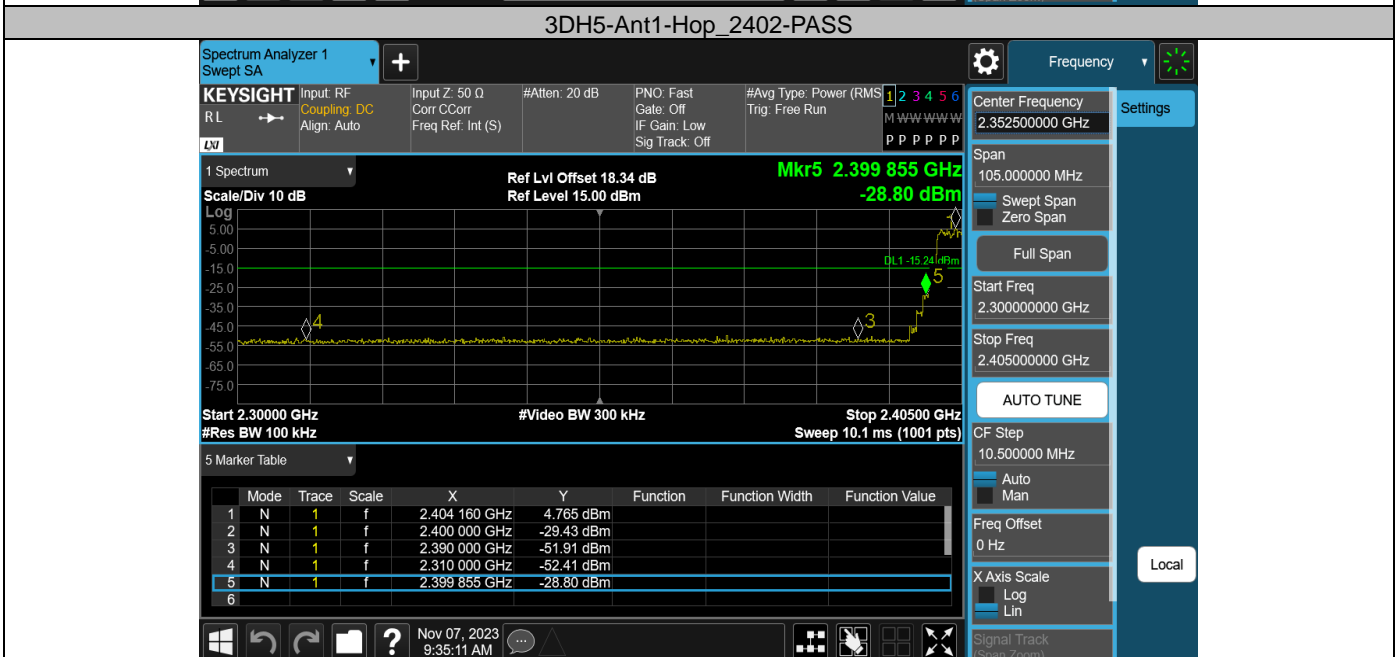 3DH5-Ant1-Hop_2402-PASS
Spectrum Analyzer 1
Swept SA
Frequency
KEYSIGHT
RL
LXI
Input: RF
Coupling: DC
Align: Auto
Input Z: 50 Ω
Corr CCorr
Freq Ref: Int (S)
#Atten: 20 dB
PNO: Fast
Gate: Off
IF Gain: Low
Sig Track: Off
#Avg Type: Power (RMS
Trig: Free Run
1 2 3 4 5 6
M W W W W W
P P P P P P
1 Spectrum
Scale/Div 10 dB
Ref Lvl Offset 18.34 dB
Ref Level 15.00 dBm
Mkr5 2.399 855 GHz
-28.80 dBm
Log
5.00
-5.00
-15.0
-25.0
-35.0
-45.0
-55.0
-65.0
-75.0
DL1 -15.24 dBm
5
4
3
Start 2.30000 GHz
#Video BW 300 kHz
Stop 2.40500 GHz
#Res BW 100 kHz
Sweep 10.1 ms (1001 pts)
5 Marker Table
Mode Trace Scale X Y Function Function Width Function Value
1 N 1 f 2.404 160 GHz 4.765 dBm
2 N 1 f 2.400 000 GHz -29.43 dBm
3 N 1 f 2.390 000 GHz -51.91 dBm
4 N 1 f 2.310 000 GHz -52.41 dBm
5 N 1 f 2.399 855 GHz -28.80 dBm
6
Nov 07, 2023
9:35:11 AM
Center Frequency
2.352500000 GHz
Settings
Span
105.000000 MHz
Swept Span
Zero Span
Full Span
Start Freq
2.300000000 GHz
Stop Freq
2.405000000 GHz
AUTO TUNE
CF Step
10.500000 MHz
Auto
Man
Freq Offset
0 Hz
X Axis Scale
Log
Lin
Local
Signal Track
(Span Zoom)